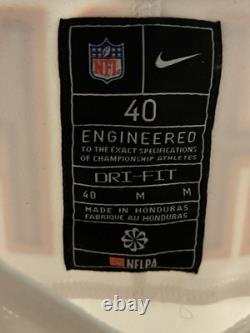 NFL
40
ENGINEERED
TO THE EXACT SPECIFICATIONS
OF CHAMPIONSHIP ATHLETES
DRI-FIT
40 M M
MADE IN HONDURAS
FABRIQUÉ AU HONDURAS
NFLPA